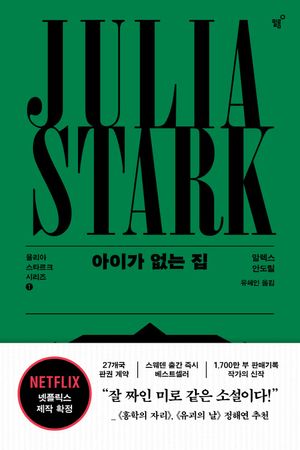 JULIA
STARK
율리아
스타르크
시리즈
1
아이가 없는 집
알렉스
안도릴
유혜인 옮김
NETFLIX
넷플릭스
제작 확정
27개국
판권 계약
스웨덴 출간 즉시
베스트셀러
1,700만 부 판매기록
작가의 신작
“잘 짜인 미로 같은 소설이다!”
_《홍학의 자리》, 《유괴의 날》 정해연 추천